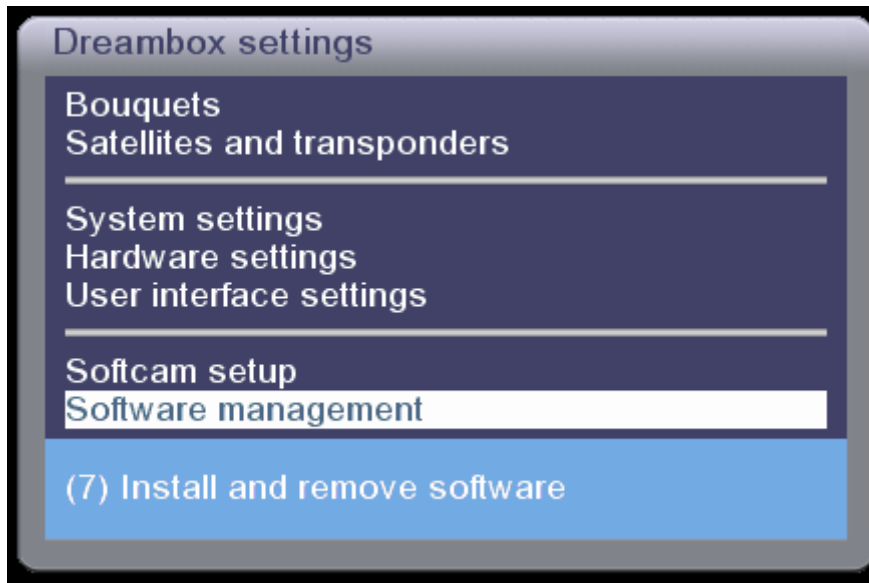 Dreambox settings
Bouquets
Satellites and transponders
System settings
Hardware settings
User interface settings
Softcam setup
Software management
(7) Install and remove software